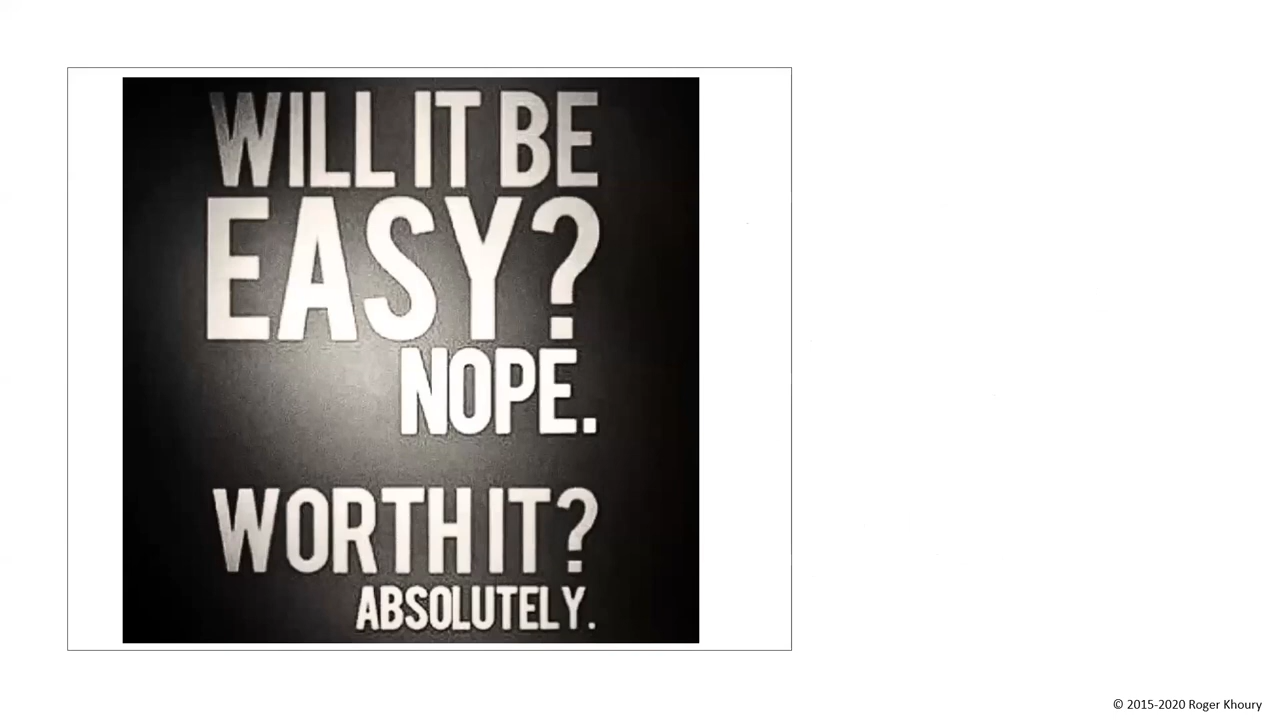 WILL IT BE
EASY?
NOPE.
WORTH IT?
ABSOLUTELY.
© 2015-2020 Roger Khoury